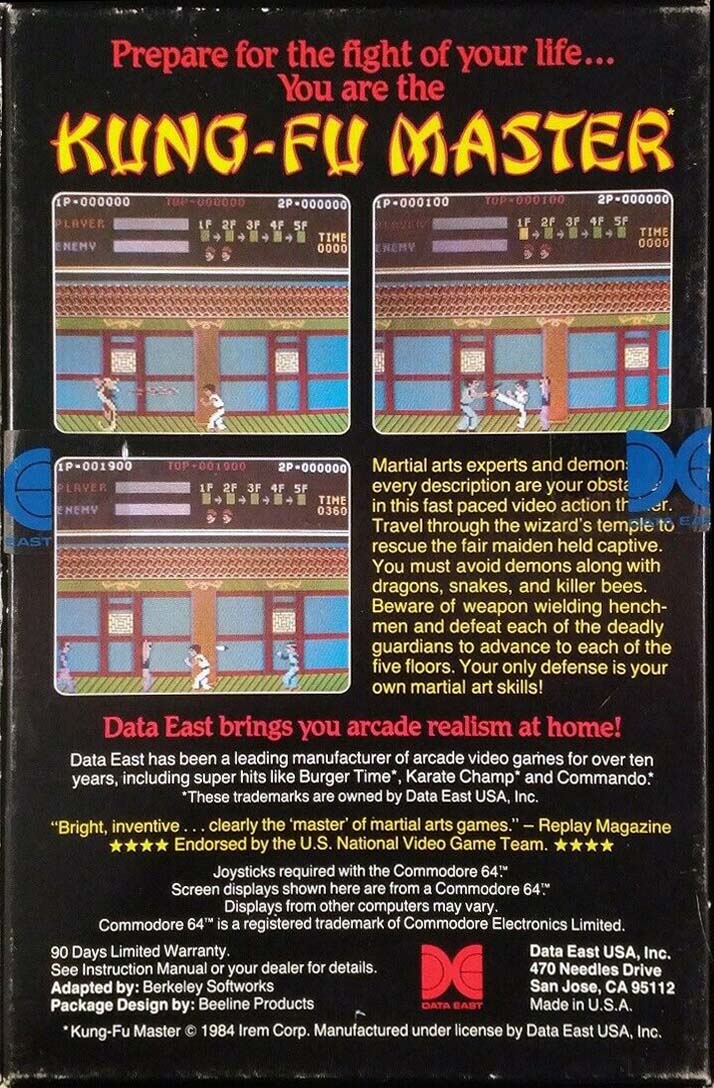 Prepare for the fight of your life...
You are the
KUNG-FU MASTER*
1P-000000 TOP-000000 2P-000000
PLAYER
1F 2F 3F 4F 5F
ENEMY
TIME
0000
1P-000100 TOP-000100 2P-000000
PLAYER
1F 2F 3F 4F 5F
ENEMY
TIME
0000
1P-001900 TOP-001900 2P-000000
PLAYER
1F 2F 3F 4F 5F
ENEMY
TIME
0360
EAST
Martial arts experts and demon
every description are your
in this fast paced video action
Travel through the wizard's temple to
rescue the fair maiden held captive.
You must avoid demons along with
dragons, snakes, and killer bees.
Beware of weapon wielding hench-
men and defeat each of the deadly
guardians to advance to each of the
five floors. Your only defense is your
own martial art skills!
Data East brings you arcade realism at home!
Data East has been a leading manufacturer of arcade video games for over ten
years, including super hits like Burger Time*, Karate Champ* and Commando.*
*These trademarks are owned by Data East USA, Inc.
“Bright, inventive . . . clearly the ‘master’ of martial arts games.” – Replay Magazine
★★★★ Endorsed by the U.S. National Video Game Team. ★★★★
Joysticks required with the Commodore 64.™
Screen displays shown here are from a Commodore 64™
Displays from other computers may vary.
Commodore 64™ is a registered trademark of Commodore Electronics Limited.
90 Days Limited Warranty.
See Instruction Manual or your dealer for details.
Adapted by: Berkeley Softworks
Package Design by: Beeline Products
DATA EAST
Data East USA, Inc.
470 Needles Drive
San Jose, CA 95112
Made in U.S.A.
*Kung-Fu Master © 1984 Irem Corp. Manufactured under license by Data East USA, Inc.